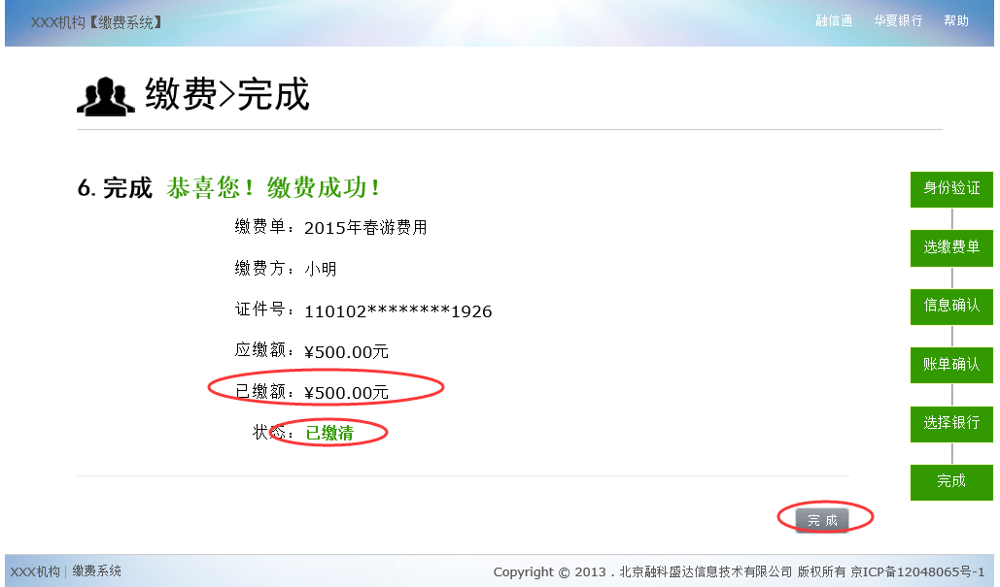 XXX机构【缴费系统】 融信通 华夏银行 帮助
缴费>完成
6. 完成 恭喜您！缴费成功！
缴费单：2015年春游费用
缴费方：小明
证件号：110102********1926
应缴额：¥500.00元
已缴额：¥500.00元
状态：已缴清
完 成
身份验证
选缴费单
信息确认
账单确认
选择银行
完成
XXX机构 | 缴费系统 Copyright © 2013 . 北京融科盛达信息技术有限公司 版权所有 京ICP备12048065号-1